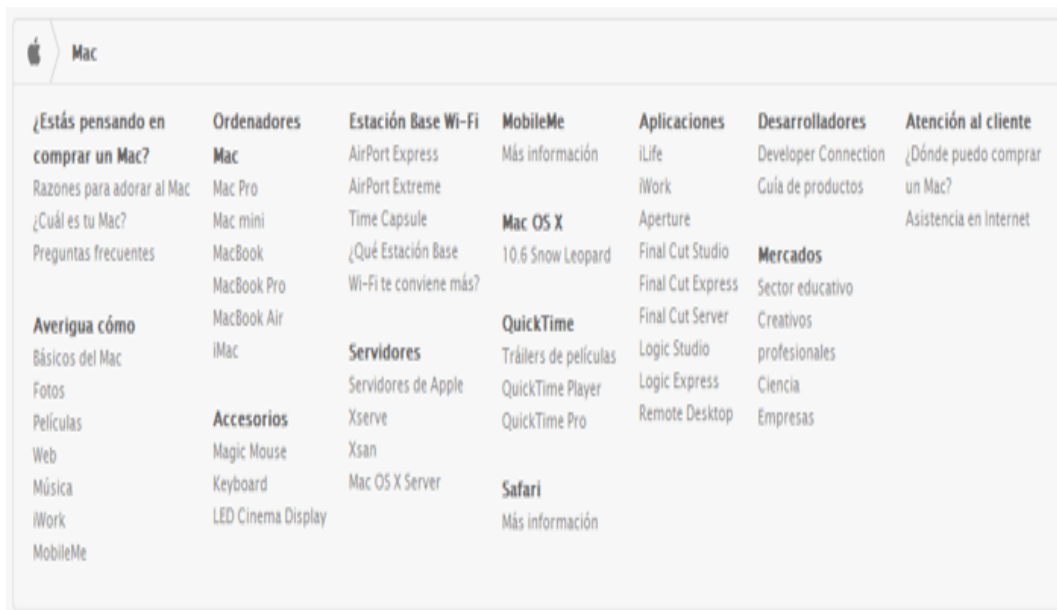 Mac
¿Estás pensando en
comprar un Mac?
Razones para adorar al Mac
¿Cuál es tu Mac?
Preguntas frecuentes
Averigua cómo
Básicos del Mac
Fotos
Películas
Web
Música
iWork
MobileMe
Ordenadores
Mac
Mac Pro
Mac mini
MacBook
MacBook Pro
MacBook Air
iMac
Accesorios
Magic Mouse
Keyboard
LED Cinema Display
Estación Base Wi-Fi
AirPort Express
AirPort Extreme
Time Capsule
¿Qué Estación Base
Wi-Fi te conviene más?
Servidores
Servidores de Apple
Xserve
Xsan
Mac OS X Server
MobileMe
Más información
Mac OS X
10.6 Snow Leopard
QuickTime
Tráilers de películas
QuickTime Player
QuickTime Pro
Safari
Más información
Aplicaciones
iLife
iWork
Aperture
Final Cut Studio
Final Cut Express
Final Cut Server
Logic Studio
Logic Express
Remote Desktop
Desarrolladores
Developer Connection
Guía de productos
Mercados
Sector educativo
Creativos
profesionales
Ciencia
Empresas
Atención al cliente
¿Dónde puedo comprar
un Mac?
Asistencia en Internet